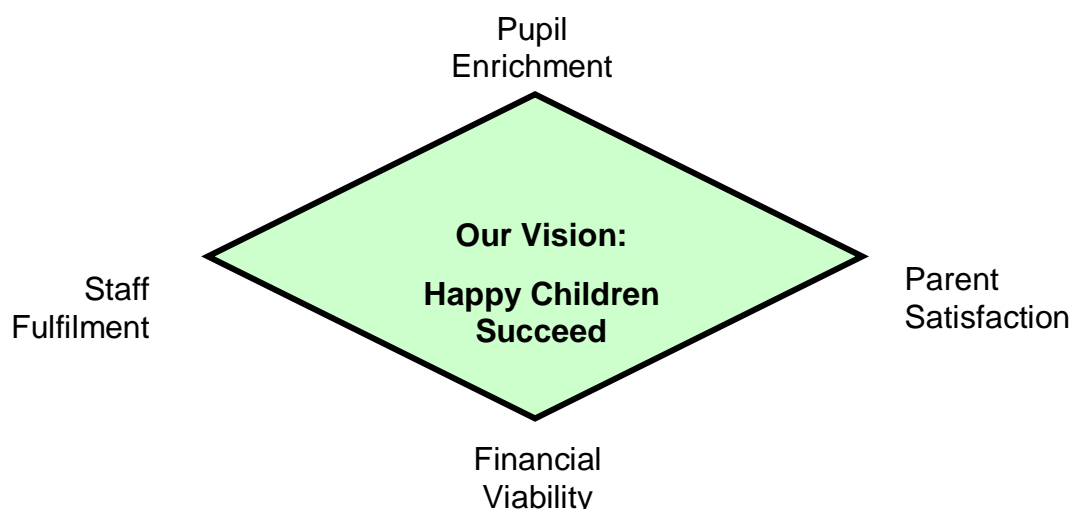 Pupil
Enrichment
Our Vision:
Happy Children
Succeed
Staff
Fulfilment
Parent
Satisfaction
Financial
Viability